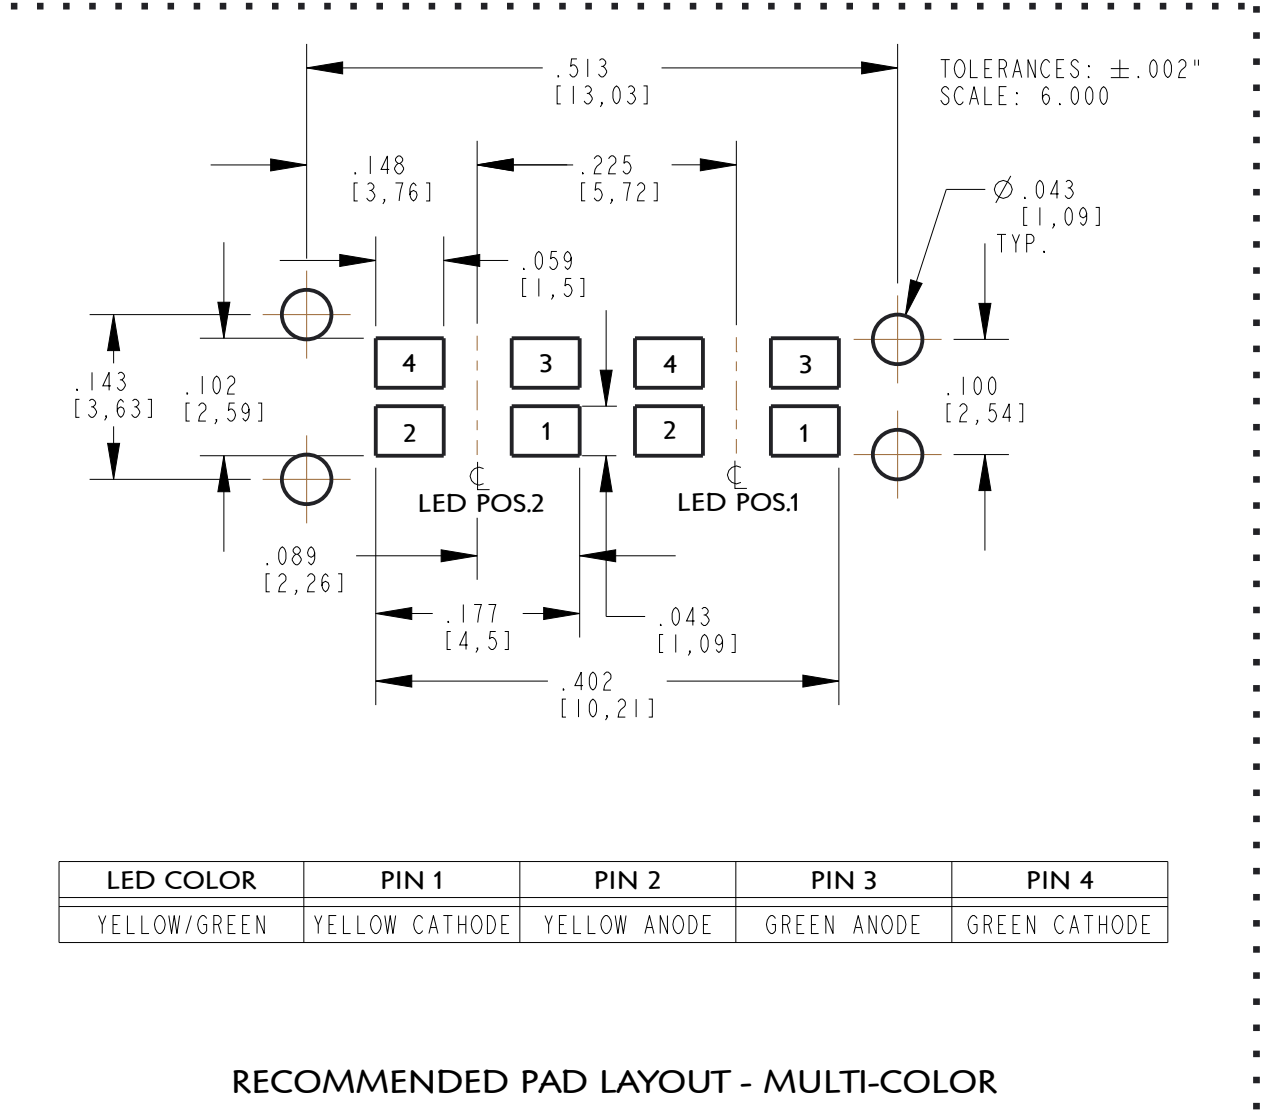 .513
[13,03]
TOLERANCES: ±.002"
SCALE: 6.000
.148
[3,76]
.225
[5,72]
Ø.043
[1,09]
TYP.
.059
[1,5]
4 3 4 3
.143
[3,63]
.102
[2,59]
.100
[2,54]
2 1 2 1
℄ ℄
LED POS.2 LED POS.1
.089
[2,26]
.177
[4,5]
.043
[1,09]
.402
[10,21]
LED COLOR PIN 1 PIN 2 PIN 3 PIN 4
YELLOW/GREEN YELLOW CATHODE YELLOW ANODE GREEN ANODE GREEN CATHODE
RECOMMENDED PAD LAYOUT - MULTI-COLOR